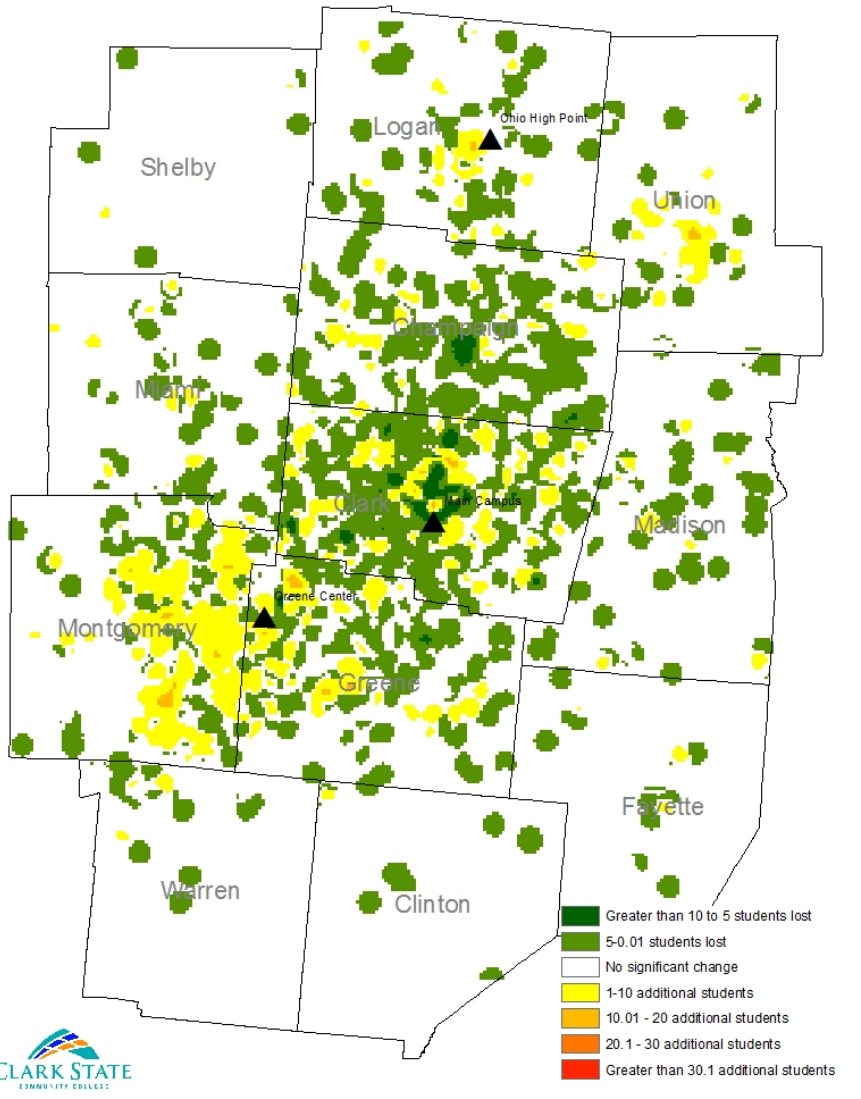 Ohio High Point
Logan
Shelby
Union
Champaign
Miami
Clark
Main Campus
Madison
Greene Center
Montgomery
Greene
Fayette
Warren
Clinton
Greater than 10 to 5 students lost
5-0.01 students lost
No significant change
1-10 additional students
10.01 - 20 additional students
20.1 - 30 additional students
Greater than 30.1 additional students
CLARK STATE
COMMUNITY COLLEGE